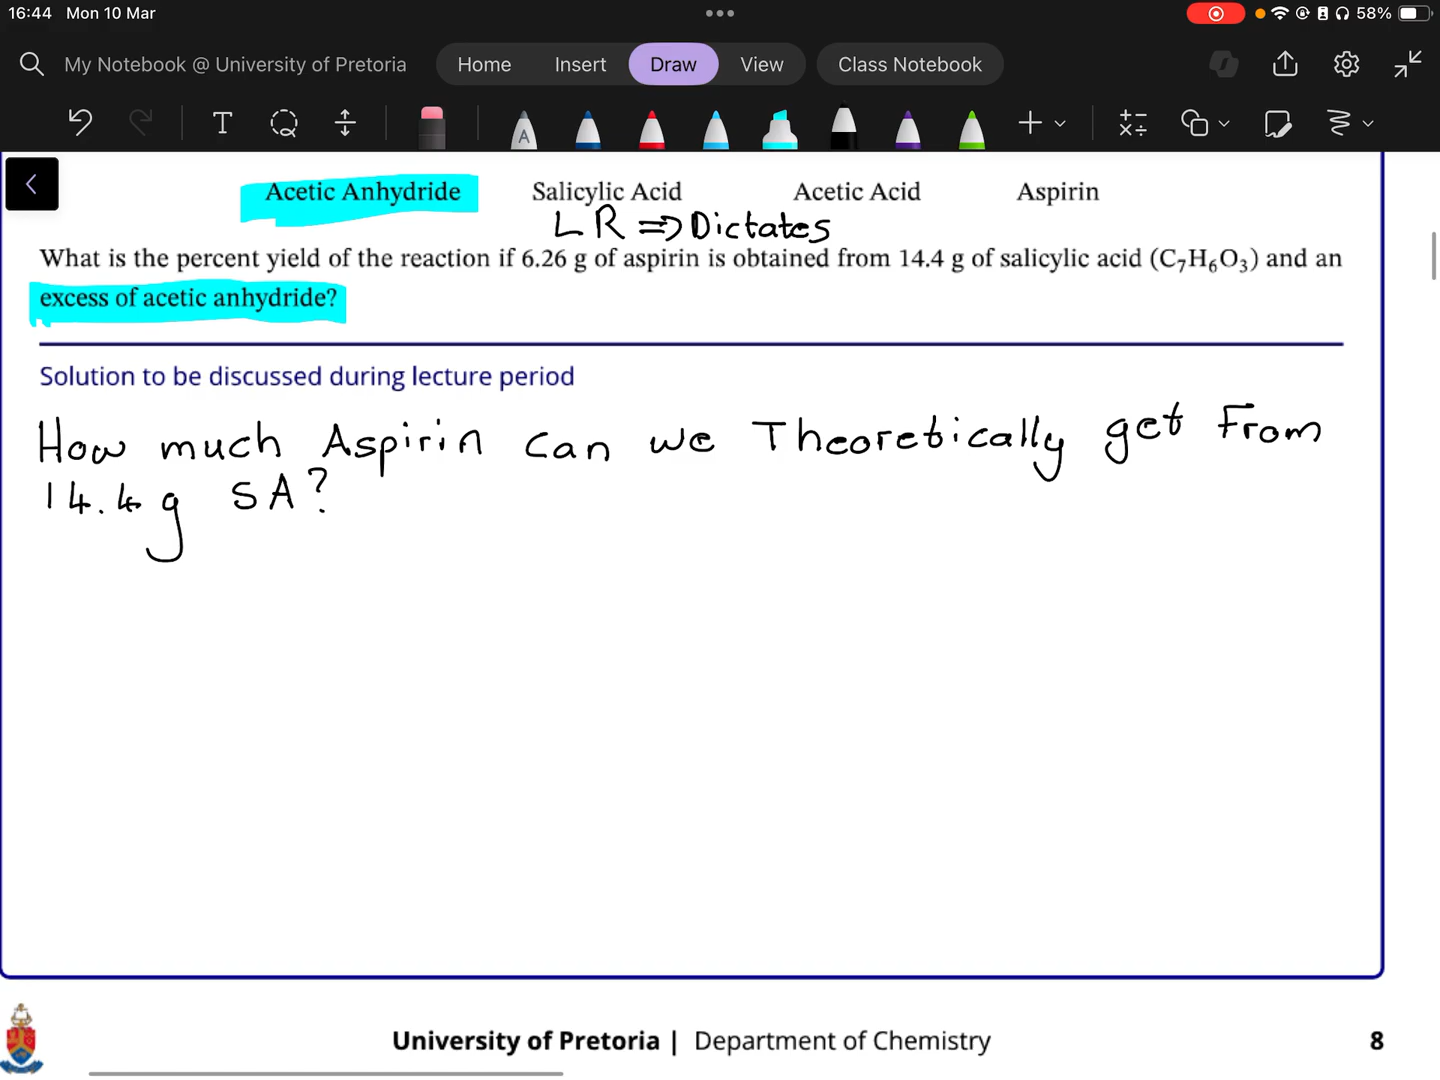 16:44 Mon 10 Mar
58%
My Notebook @ University of Pretoria
Home Insert Draw View Class Notebook
T
A
Acetic Anhydride Salicylic Acid Acetic Acid Aspirin
LR ⇒ Dictates
What is the percent yield of the reaction if 6.26 g of aspirin is obtained from 14.4 g of salicylic acid (C₇H₆O₃) and an
excess of acetic anhydride?
Solution to be discussed during lecture period
How much Aspirin can we Theoretically get From
14.4g SA?
University of Pretoria | Department of Chemistry 8